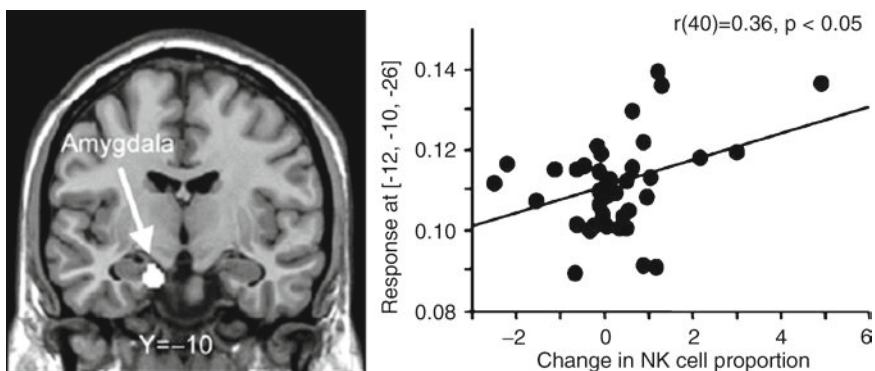 Amygdala
Y=−10
r(40)=0.36, p < 0.05
Response at [-12, -10, -26]
0.14
0.12
0.10
0.08
−2
0
2
4
6
Change in NK cell proportion